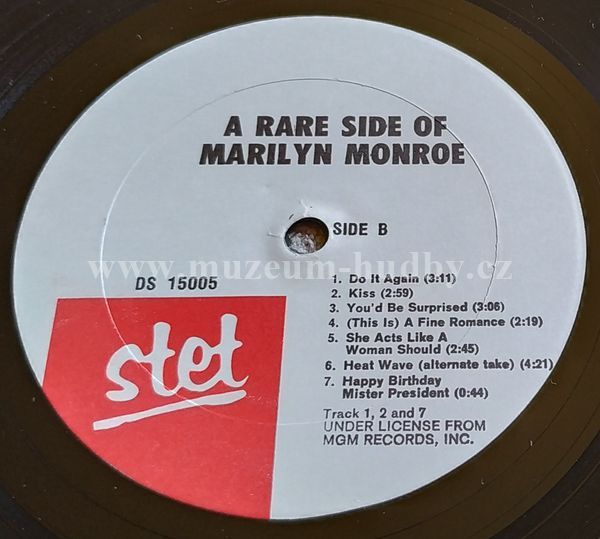 A RARE SIDE OF
MARILYN MONROE
SIDE B
www.muzeum-hudby.cz
DS 15005
stet
1. Do It Again (3:11)
2. Kiss (2:59)
3. You'd Be Surprised (3:06)
4. (This Is) A Fine Romance (2:19)
5. She Acts Like A
Woman Should (2:45)
6. Heat Wave (alternate take) (4:21)
7. Happy Birthday
Mister President (0:44)
Track 1, 2 and 7
UNDER LICENSE FROM
MGM RECORDS, INC.